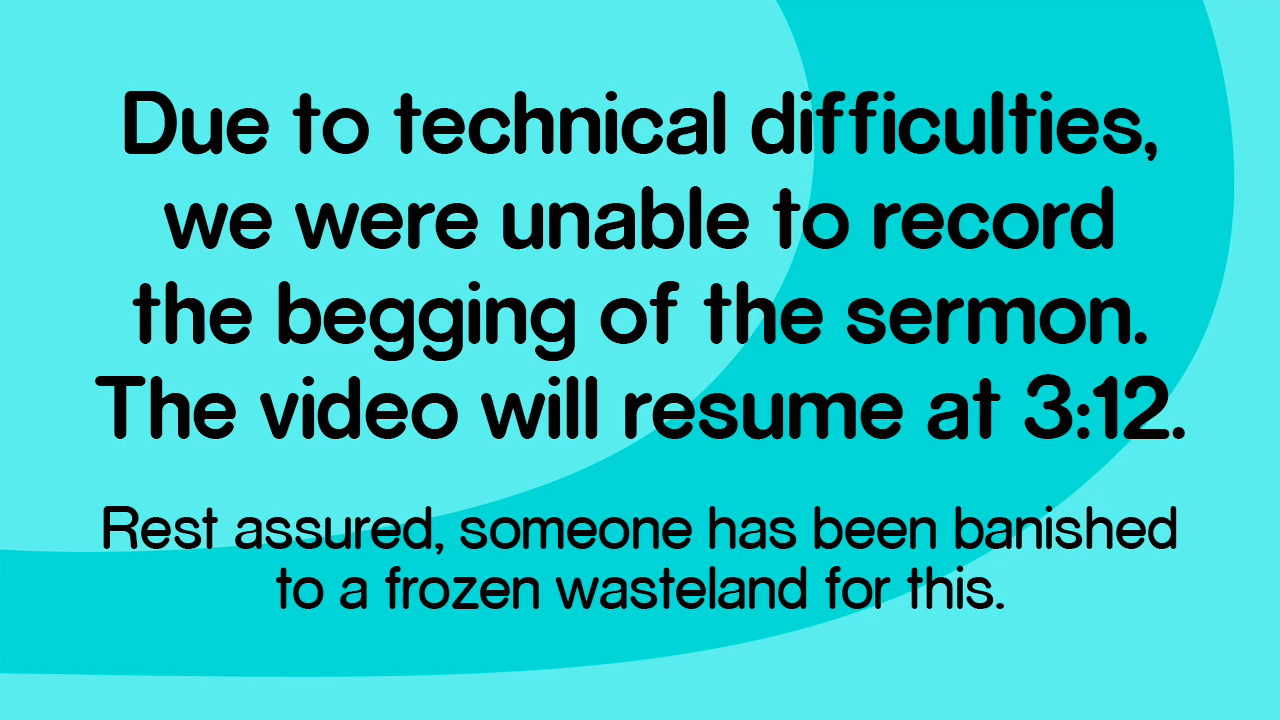 Due to technical difficulties,
we were unable to record
the begging of the sermon.
The video will resume at 3:12.
Rest assured, someone has been banished
to a frozen wasteland for this.